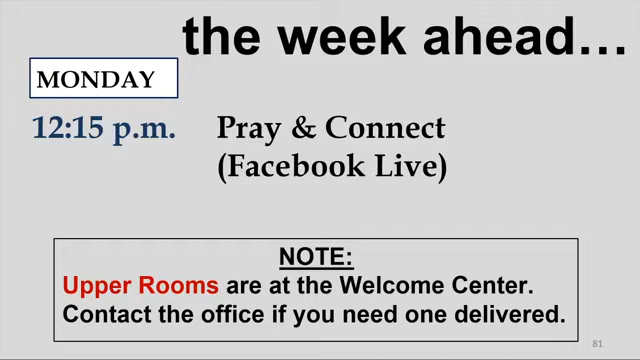 the week ahead…
MONDAY
12:15 p.m. Pray & Connect
(Facebook Live)
NOTE:
Upper Rooms are at the Welcome Center.
Contact the office if you need one delivered.
81